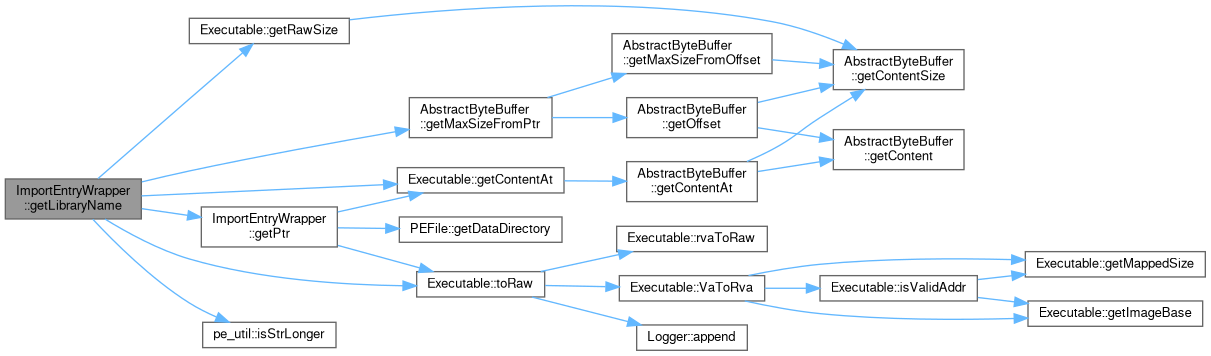 ImportEntryWrapper
::getLibraryName
Executable::getRawSize
AbstractByteBuffer
::getMaxSizeFromPtr
Executable::getContentAt
ImportEntryWrapper
::getPtr
PEFile::getDataDirectory
Executable::toRaw
pe_util::isStrLonger
AbstractByteBuffer
::getMaxSizeFromOffset
AbstractByteBuffer
::getOffset
AbstractByteBuffer
::getContentAt
Executable::rvaToRaw
Executable::VaToRva
Logger::append
AbstractByteBuffer
::getContentSize
AbstractByteBuffer
::getContent
Executable::isValidAddr
Executable::getMappedSize
Executable::getImageBase